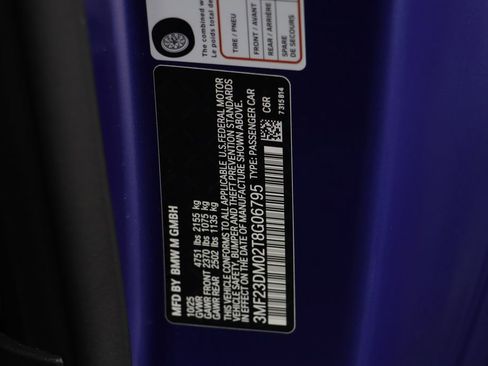 The combined w
Le poids total d
TIRE / PNEU
FRONT / AVANT
REAR / ARRIÈRE
SPARE
DE SECOURS
MFD BY BMW M GMBH
10/25
GVWR 4751 lbs 2155 kg
GAWR FRONT 2370 lbs 1075 kg
GAWR REAR 2502 lbs 1135 kg
THIS VEHICLE CONFORMS TO ALL APPLICABLE U.S.FEDERAL MOTOR
VEHICLE SAFETY, BUMPER AND THEFT PREVENTION STANDARDS
IN EFFECT ON THE DATE OF MANUFACTURE SHOWN ABOVE.
3MF23DM02T8G06795 TYPE: PASSENGER CAR
C6R
7315814